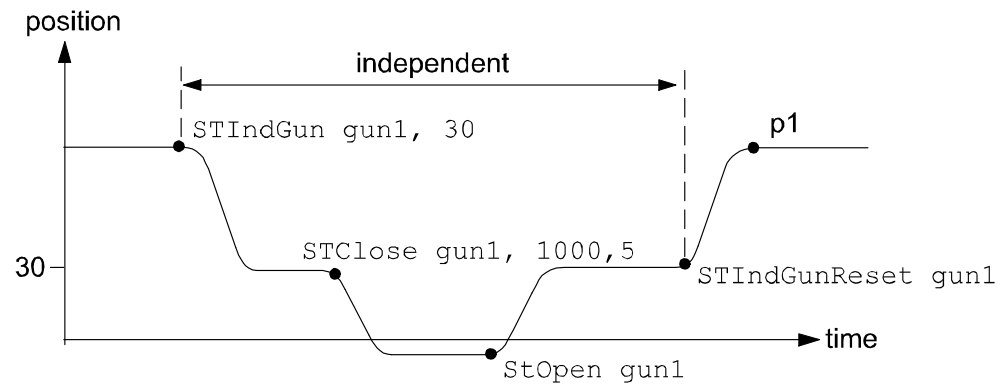 position
independent
STIndGun gun1, 30
p1
STClose gun1, 1000,5
30
STIndGunReset gun1
time
StOpen gun1